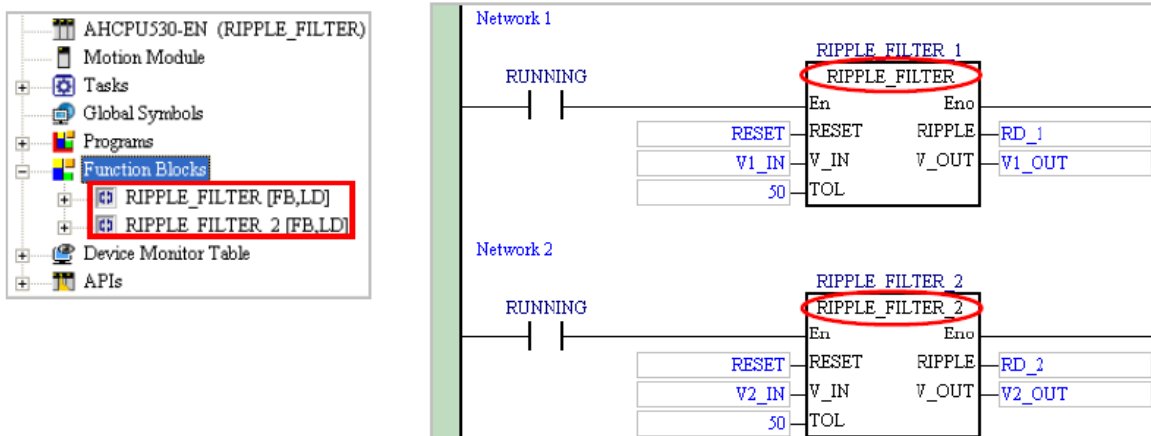 AHCPU530-EN (RIPPLE_FILTER)
Motion Module
Tasks
Global Symbols
Programs
Function Blocks
RIPPLE_FILTER [FB,LD]
RIPPLE_FILTER_2 [FB,LD]
Device Monitor Table
APIs
Network 1
RIPPLE_FILTER_1
RUNNING
RIPPLE_FILTER
En Eno
RESET RESET RIPPLE RD_1
V1_IN V_IN V_OUT V1_OUT
50 TOL
Network 2
RIPPLE_FILTER_2
RUNNING
RIPPLE_FILTER_2
En Eno
RESET RESET RIPPLE RD_2
V2_IN V_IN V_OUT V2_OUT
50 TOL